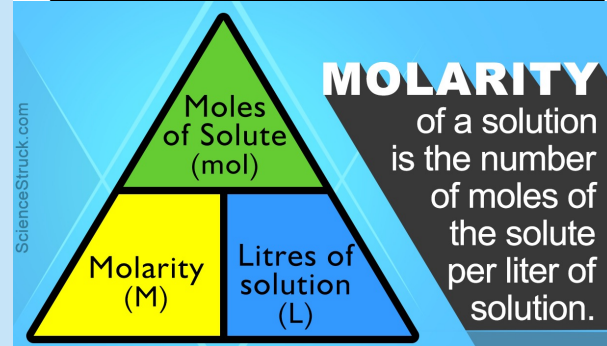 ScienceStruck.com
Moles
of Solute
(mol)
Molarity
(M)
Litres of
solution
(L)
MOLARITY
of a solution
is the number
of moles of
the solute
per liter of
solution.